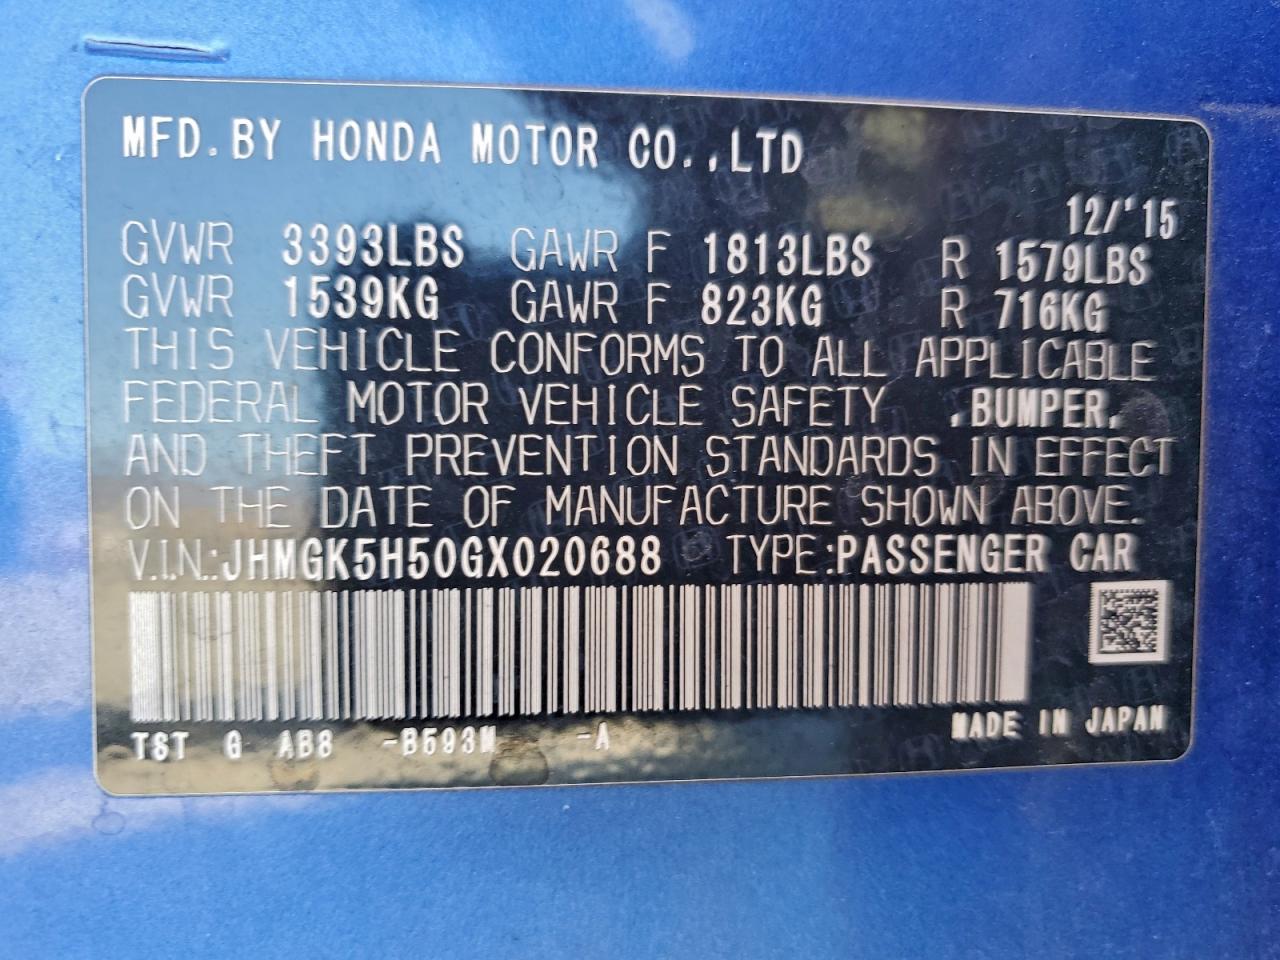 MFD.BY HONDA MOTOR CO.,LTD
12/'15
GVWR 3393LBS GAWR F 1813LBS R 1579LBS
GVWR 1539KG GAWR F 823KG R 716KG
THIS VEHICLE CONFORMS TO ALL APPLICABLE
FEDERAL MOTOR VEHICLE SAFETY ,BUMPER,
AND THEFT PREVENTION STANDARDS IN EFFECT
ON THE DATE OF MANUFACTURE SHOWN ABOVE.
V.I.N.:JHMGK5H50GX020688 TYPE:PASSENGER CAR
TST G AB8 -B593M -A
MADE IN JAPAN